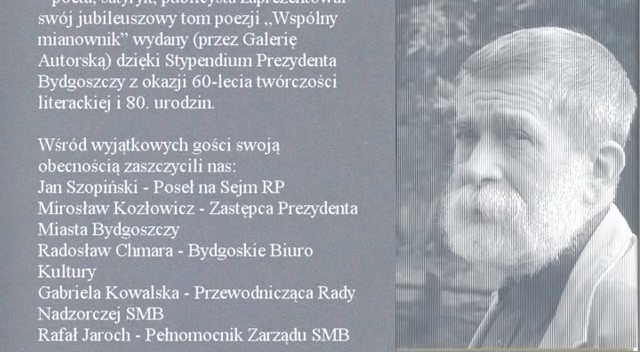 poeta, satyryk, publicysta zaprezentował
swój jubileuszowy tom poezji „Wspólny
mianownik” wydany (przez Galerię
Autorską) dzięki Stypendium Prezydenta
Bydgoszczy z okazji 60-lecia twórczości
literackiej i 80. urodzin.
Wśród wyjątkowych gości swoją
obecnością zaszczycili nas:
Jan Szopiński - Poseł na Sejm RP
Mirosław Kozłowicz - Zastępca Prezydenta
Miasta Bydgoszczy
Radosław Chmara - Bydgoskie Biuro
Kultury
Gabriela Kowalska - Przewodnicząca Rady
Nadzorczej SMB
Rafał Jaroch - Pełnomocnik Zarządu SMB